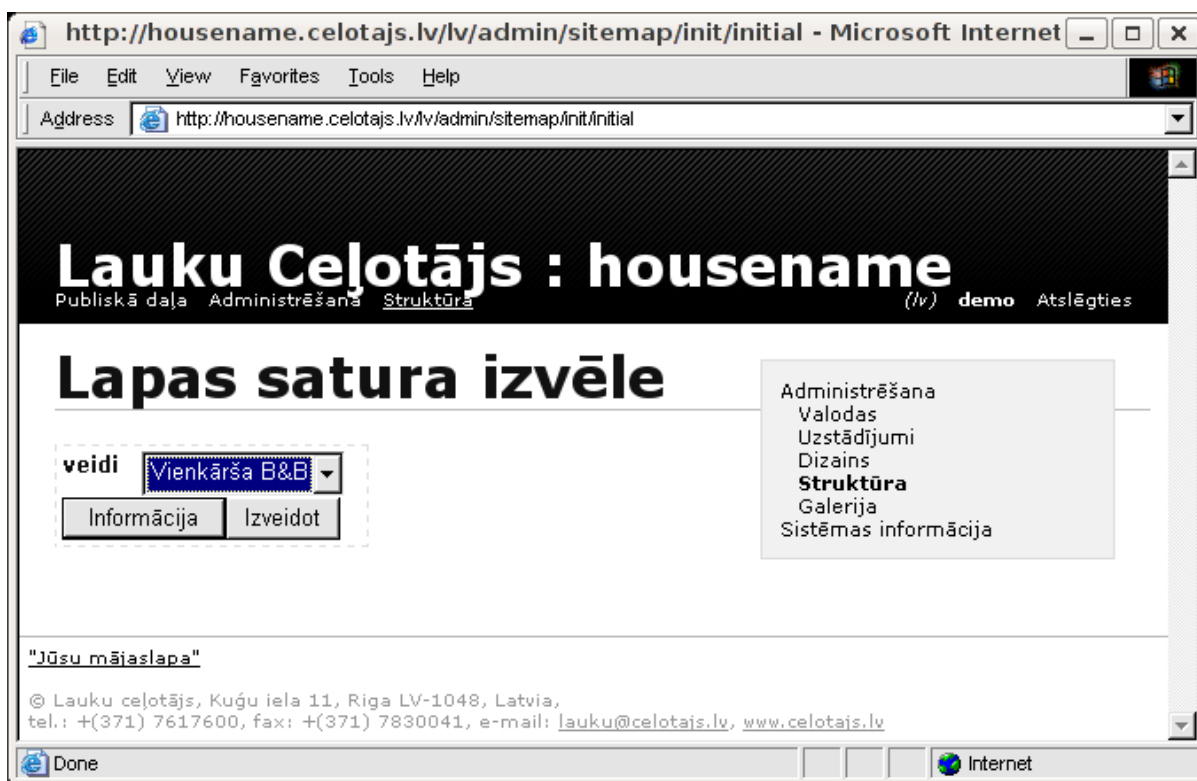 http://housename.celotajs.lv/lv/admin/sitemap/init/initial - Microsoft Internet
File Edit View Favorites Tools Help
Address http://housename.celotajs.lv/lv/admin/sitemap/init/initial
Lauku Ceļotājs : housename
Publiskā daļa Administrēšana Struktūra (lv) demo Atslēgties
Lapas satura izvēle
veidi Vienkārša B&B
Informācija Izveidot
Administrēšana
Valodas
Uzstādījumi
Dizains
Struktūra
Galerija
Sistēmas informācija
"Jūsu mājaslapa"
© Lauku ceļotājs, Kuģu iela 11, Riga LV-1048, Latvia,
tel.: +(371) 7617600, fax: +(371) 7830041, e-mail: lauku@celotajs.lv, www.celotajs.lv
Done Internet